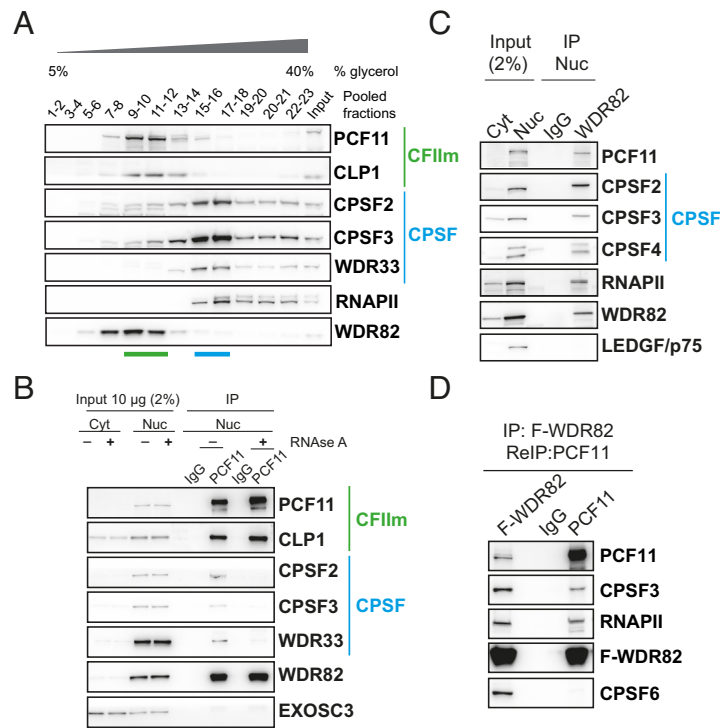 A
5%
40%
% glycerol
1-2 3-4 5-6 7-8 9-10 11-12 13-14 15-16 17-18 19-20 20-21 22-23 Input
Pooled
fractions
PCF11
CLP1
CFIIm
CPSF2
CPSF3
WDR33
CPSF
RNAPII
WDR82
B
Input 10 µg (2%)
IP
Cyt Nuc Nuc
– + – + – + RNAse A
IgG PCF11 IgG PCF11
PCF11
CLP1
CFIIm
CPSF2
CPSF3
WDR33
CPSF
WDR82
EXOSC3
C
Input
(2%)
IP
Nuc
Cyt Nuc IgG WDR82
PCF11
CPSF2
CPSF3
CPSF4
CPSF
RNAPII
WDR82
LEDGF/p75
D
IP: F-WDR82
ReIP:PCF11
F-WDR82 IgG PCF11
PCF11
CPSF3
RNAPII
F-WDR82
CPSF6